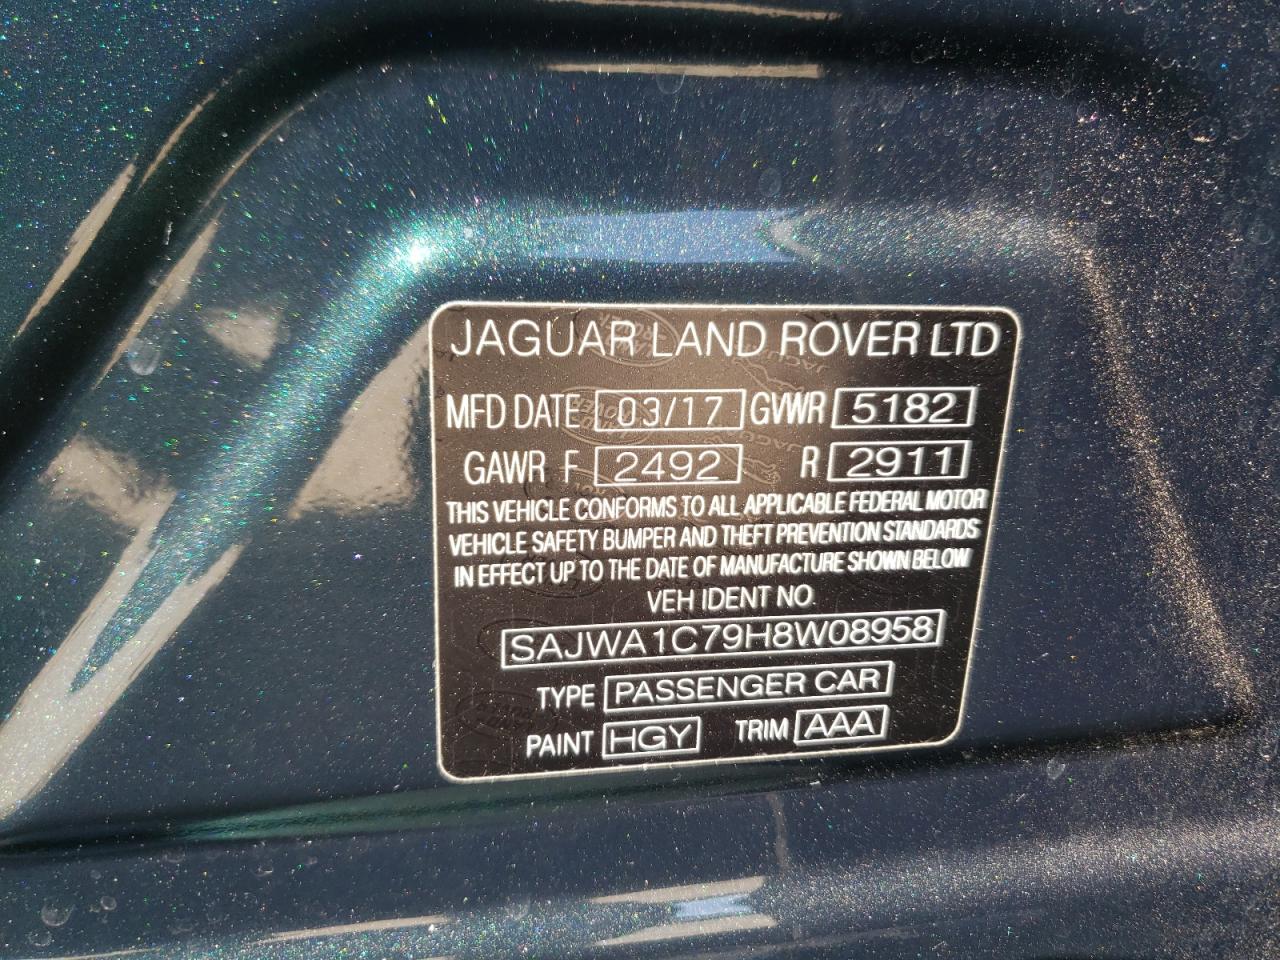 JAGUAR LAND ROVER LTD
MFD DATE 03/17 GVWR 5182
GAWR F 2492 R 2911
THIS VEHICLE CONFORMS TO ALL APPLICABLE FEDERAL MOTOR
VEHICLE SAFETY BUMPER AND THEFT PREVENTION STANDARDS
IN EFFECT UP TO THE DATE OF MANUFACTURE SHOWN BELOW
VEH IDENT NO.
SAJWA1C79H8W08958
TYPE PASSENGER CAR
PAINT HGY TRIM AAA